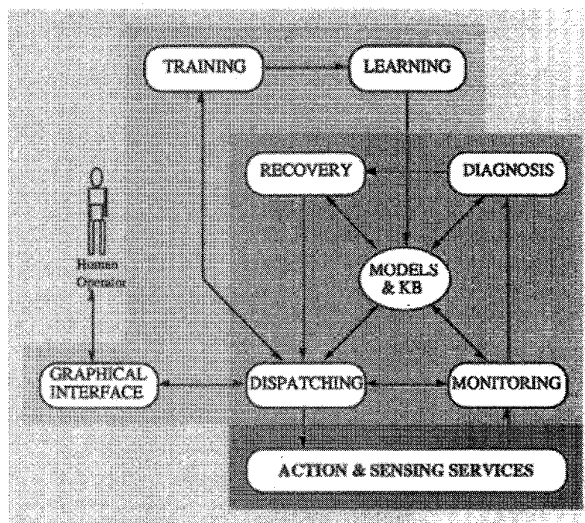 TRAINING
LEARNING
RECOVERY
DIAGNOSIS
Human
Operator
MODELS
& KB
GRAPHICAL
INTERFACE
DISPATCHING
MONITORING
ACTION & SENSING SERVICES